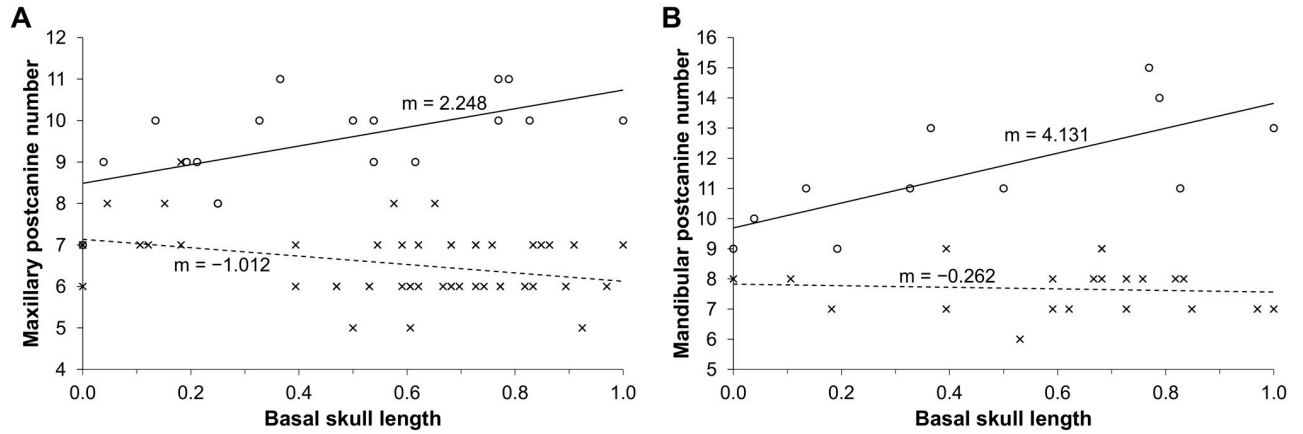 A
Maxillary postcanine number
12
11
10
9
8
7
6
5
4
m = 2.248
m = −1.012
0.0 0.2 0.4 0.6 0.8 1.0
Basal skull length
B
Mandibular postcanine number
16
15
14
13
12
11
10
9
8
7
6
5
m = 4.131
m = −0.262
0.0 0.2 0.4 0.6 0.8 1.0
Basal skull length